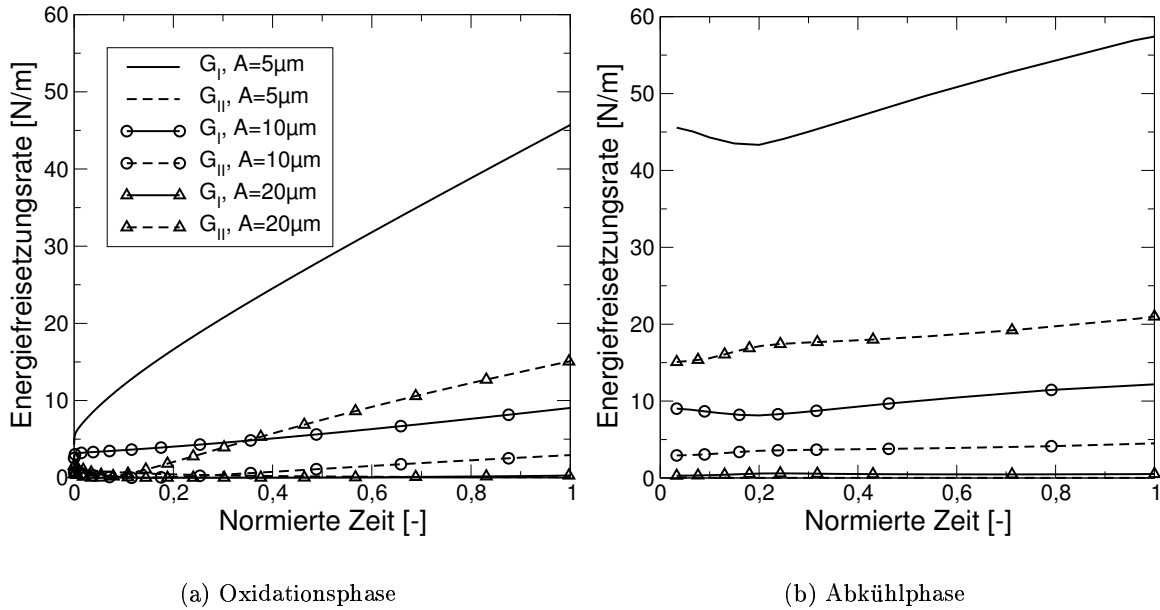 60
50
40
30
20
10
0
Energiefreisetzungsrate [N/m]
G_I, A=5µm
G_II, A=5µm
G_I, A=10µm
G_II, A=10µm
G_I, A=20µm
G_II, A=20µm
0 0,2 0,4 0,6 0,8 1
Normierte Zeit [-]
(a) Oxidationsphase
60
50
40
30
20
10
0
Energiefreisetzungsrate [N/m]
0 0,2 0,4 0,6 0,8 1
Normierte Zeit [-]
(b) Abkühlphase